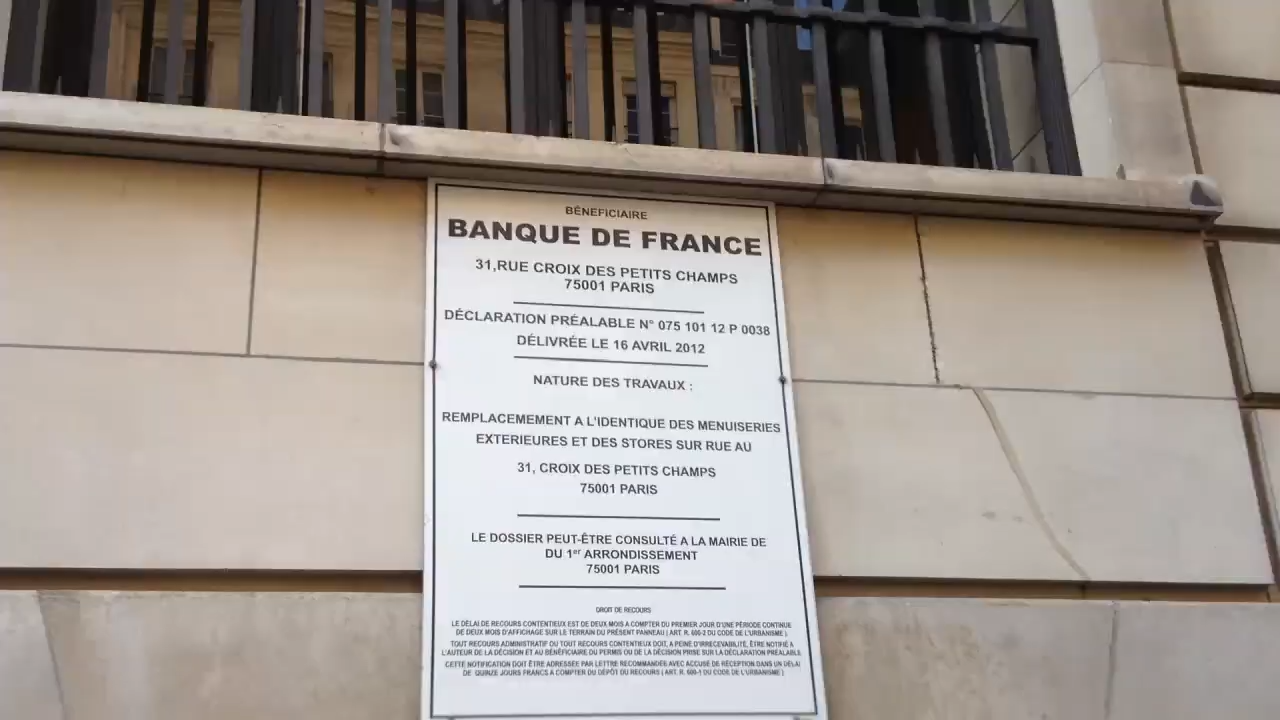 BÉNEFICIAIRE
BANQUE DE FRANCE
31,RUE CROIX DES PETITS CHAMPS
75001 PARIS
DÉCLARATION PRÉALABLE N° 075 101 12 P 0038
DÉLIVRÉE LE 16 AVRIL 2012
NATURE DES TRAVAUX :
REMPLACEMEMENT A L'IDENTIQUE DES MENUISERIES
EXTERIEURES ET DES STORES SUR RUE AU
31, CROIX DES PETITS CHAMPS
75001 PARIS
LE DOSSIER PEUT-ÊTRE CONSULTÉ A LA MAIRIE DE
DU 1er ARRONDISSEMENT
75001 PARIS
DROIT DE RECOURS
LE DÉLAI DE RECOURS CONTENTIEUX EST DE DEUX MOIS A COMPTER DU PREMIER JOUR D'UNE PÉRIODE CONTINUE
DE DEUX MOIS D'AFFICHAGE SUR LE TERRAIN DU PRÉSENT PANNEAU ( ART. R. 600-2 DU CODE DE L'URBANISME ).
TOUT RECOURS ADMINISTRATIF OU TOUT RECOURS CONTENTIEUX DOIT, A PEINE D'IRRECEVABILITÉ, ÊTRE NOTIFIÉ A
L'AUTEUR DE LA DÉCISION ET AU BÉNÉFICIAIRE DU PERMIS OU DE LA DÉCISION PRISE SUR LA DÉCLARATION PRÉALABLE.
CETTE NOTIFICATION DOIT ÊTRE ADRESSÉE PAR LETTRE RECOMMANDÉE AVEC ACCUSÉ DE RÉCEPTION DANS UN DÉLAI
DE QUINZE JOURS FRANCS A COMPTER DU DÉPÔT DU RECOURS ( ART. R. 600-1 DU CODE DE L'URBANISME )